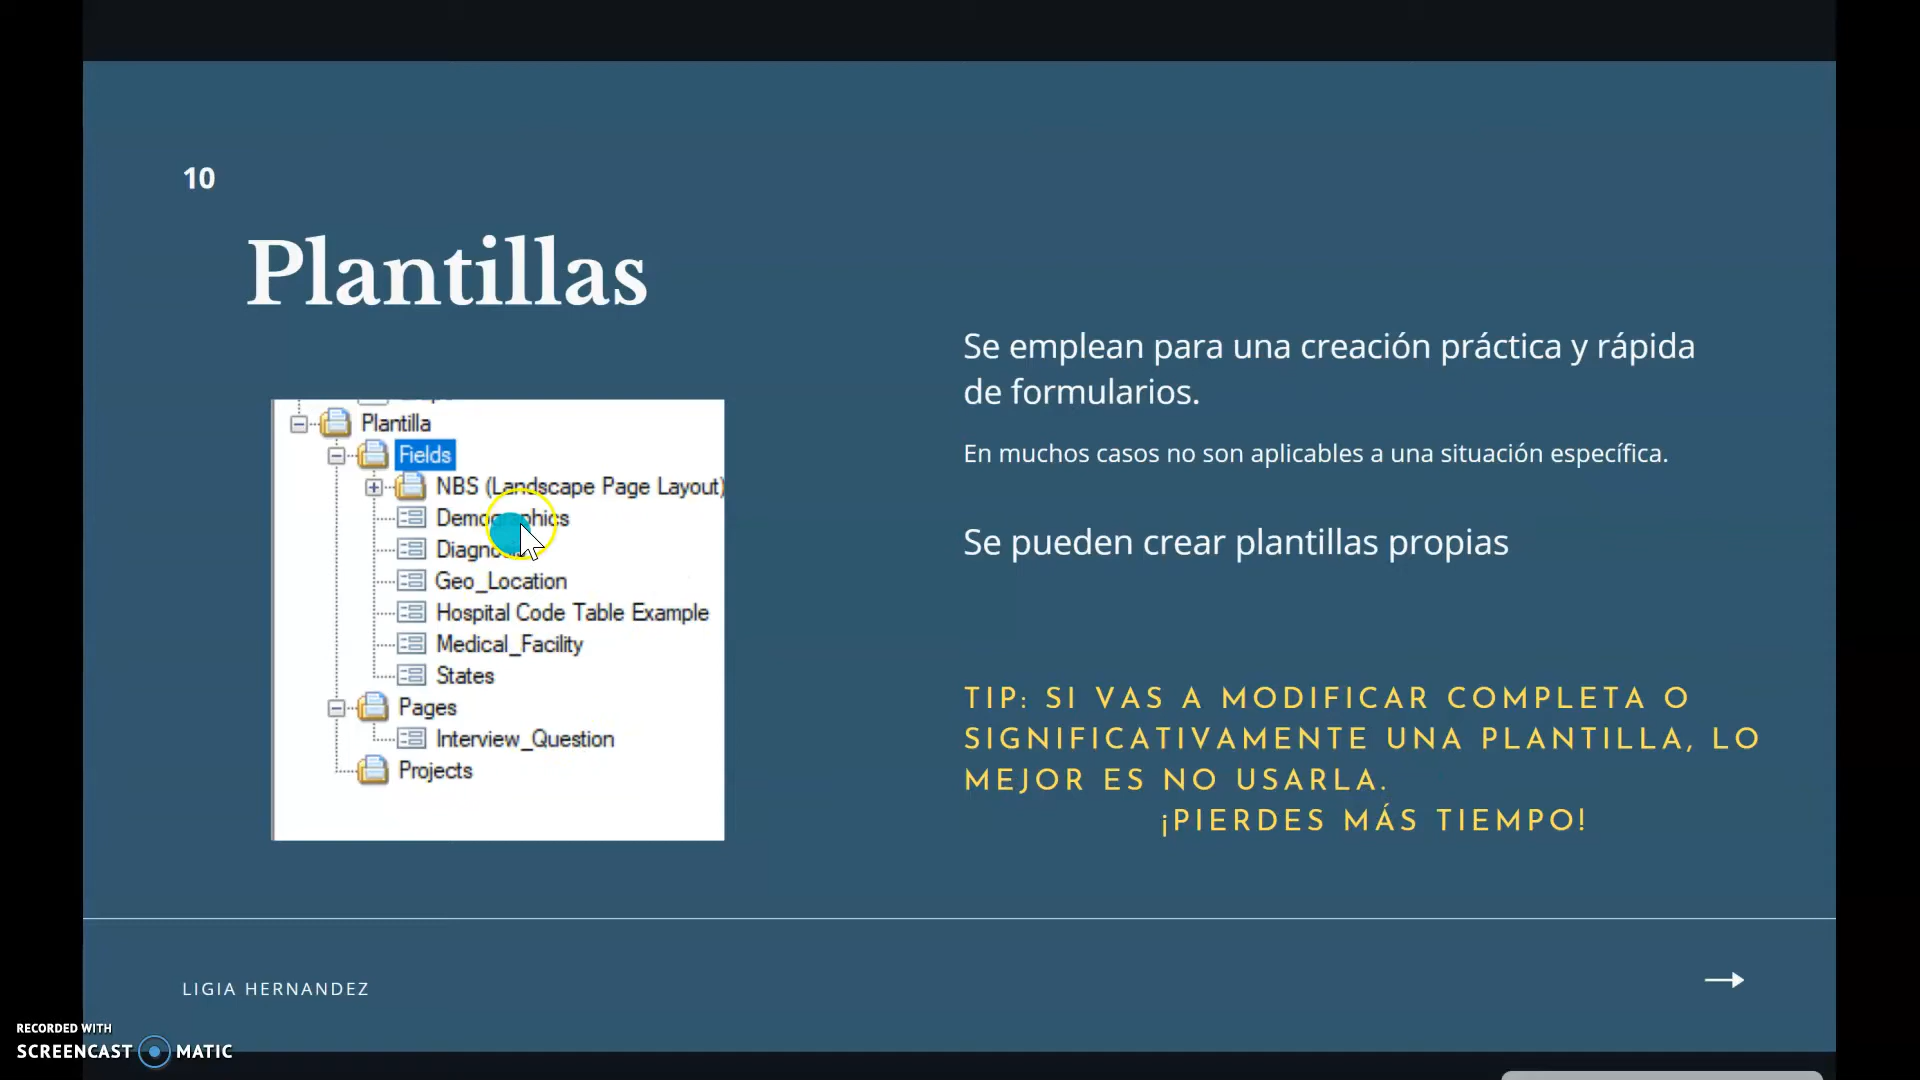 10
Plantillas
Plantilla
Fields
NBS (Landscape Page Layout)
Demographics
Geo_Location
Hospital Code Table Example
Medical_Facility
States
Pages
Interview_Question
Projects
Se emplean para una creación práctica y rápida
de formularios.
En muchos casos no son aplicables a una situación específica.
Se pueden crear plantillas propias
TIP: SI VAS A MODIFICAR COMPLETA O
SIGNIFICATIVAMENTE UNA PLANTILLA, LO
MEJOR ES NO USARLA.
¡PIERDES MÁS TIEMPO!
LIGIA HERNANDEZ
RECORDED WITH
SCREENCAST MATIC